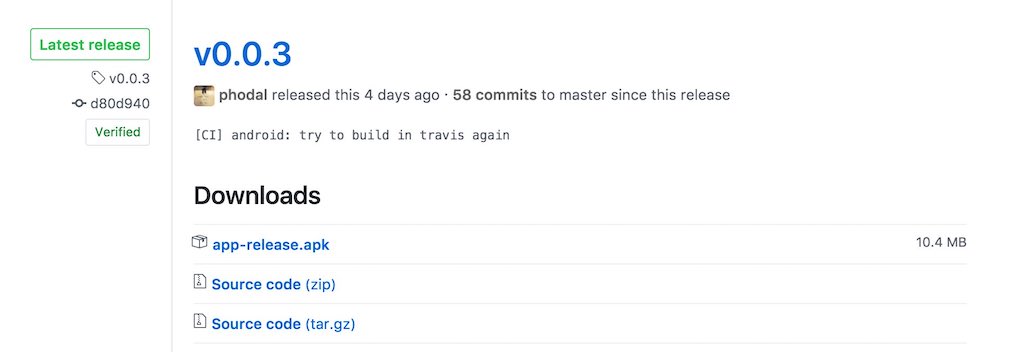 Latest release
v0.0.3
d80d940
Verified
v0.0.3
phodal released this 4 days ago · 58 commits to master since this release
[CI] android: try to build in travis again
Downloads
app-release.apk 10.4 MB
Source code (zip)
Source code (tar.gz)